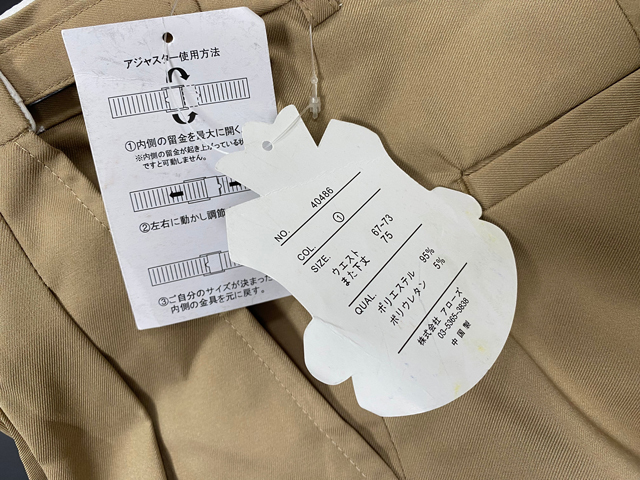 アジャスター使用方法
①内側の留金を最大に開く
※内側の留金が起き上がっている状
ですと可動しません。
②左右に動かし調節
③ご自分のサイズが決まった
内側の金具を元に戻す。
NO. 40486
COL. ①
SIZE.
ウエスト 67~73
また下丈 75
QUAL.
ポリエステル 95%
ポリウレタン 5%
株式会社 アローズ
03-5365-3638
中国製